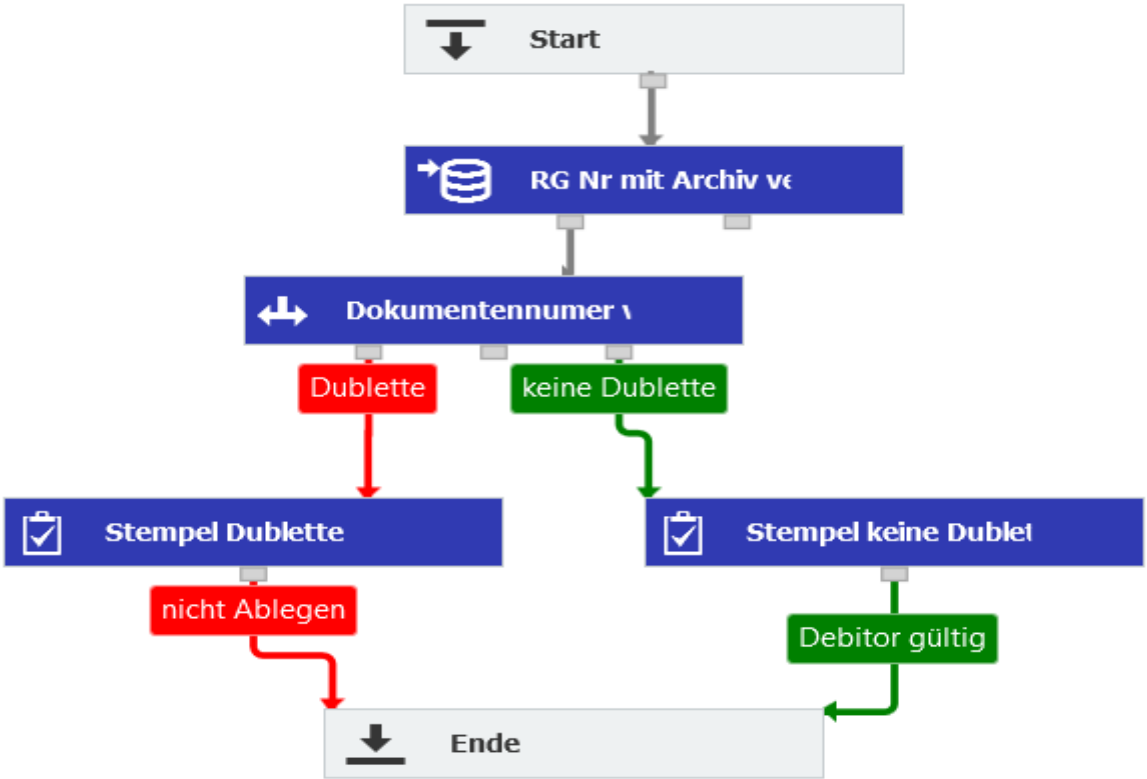 Start
RG Nr mit Archiv
Dokumentennumer
Dublette
keine Dublette
Stempel Dublette
Stempel keine Dublet
nicht Ablegen
Debitor gültig
Ende